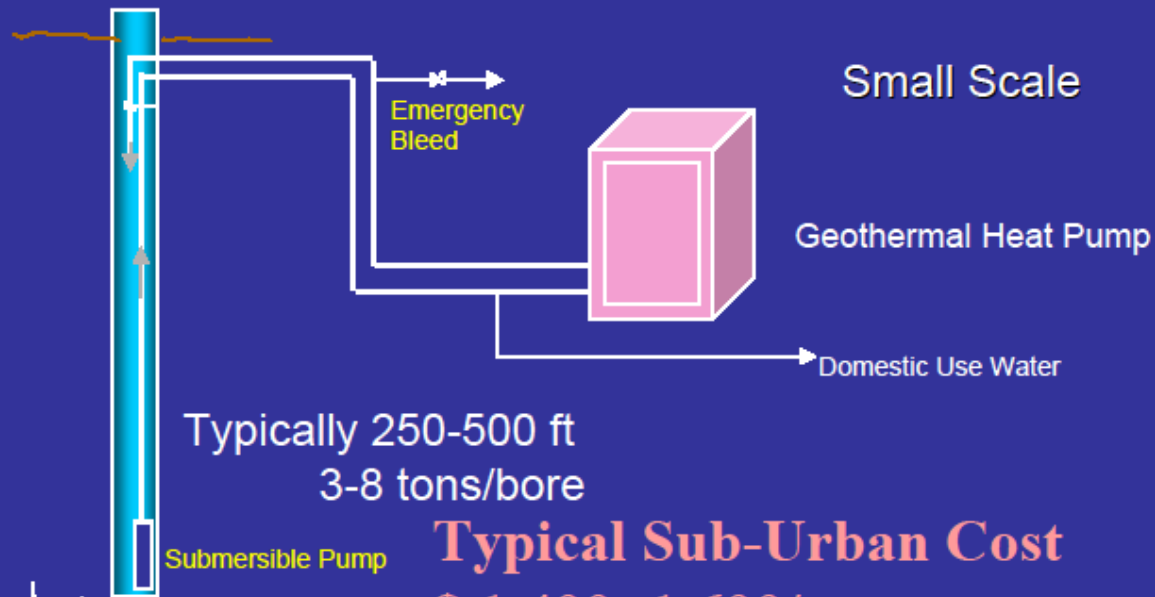 Small Scale
Emergency
Bleed
Geothermal Heat Pump
Domestic Use Water
Typically 250-500 ft
3-8 tons/bore
Typical Sub-Urban Cost
Submersible Pump